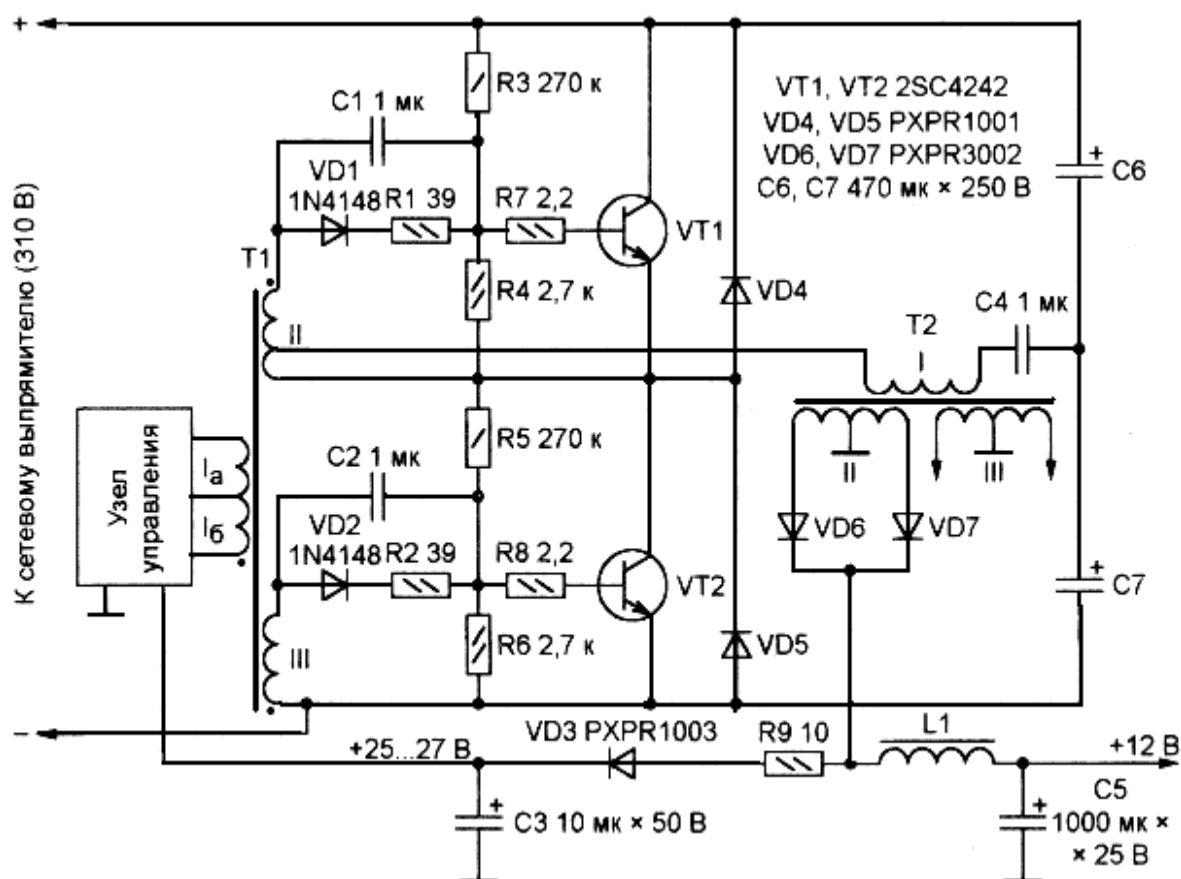 +
К сетевому выпрямителю (310 В)
–
C1 1 мк
R3 270 к
VD1
1N4148
R1 39
R7 2,2
VT1
VT1, VT2 2SC4242
VD4, VD5 PXPR1001
VD6, VD7 PXPR3002
C6, C7 470 мк × 250 В
+
C6
T1
II
R4 2,7 к
VD4
T2
I
C4 1 мк
Узел
управления
Iа
Iб
C2 1 мк
R5 270 к
II
III
VD2
1N4148
R2 39
R8 2,2
VT2
VD6
VD7
+
C7
III
R6 2,7 к
VD5
VD3 PXPR1003
R9 10
L1
+25...27 В
+12 В
+
C3 10 мк × 50 В
+
C5
1000 мк ×
× 25 В